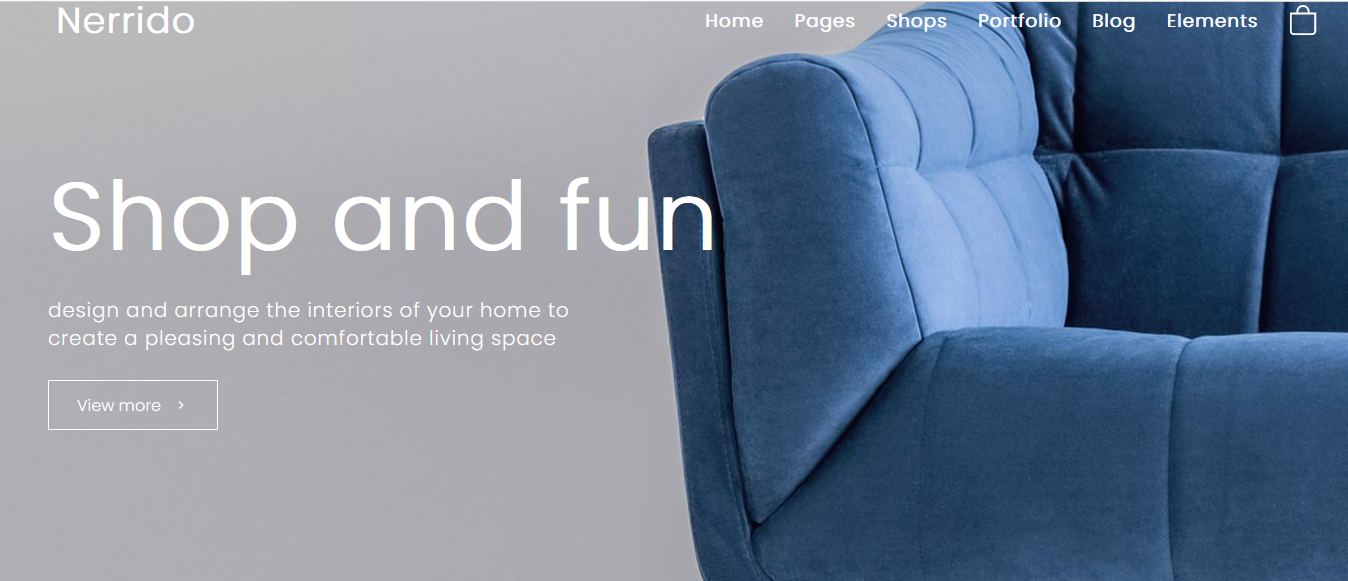 Nerrido
Home Pages Shops Portfolio Blog Elements
Shop and fun
design and arrange the interiors of your home to
create a pleasing and comfortable living space
View more